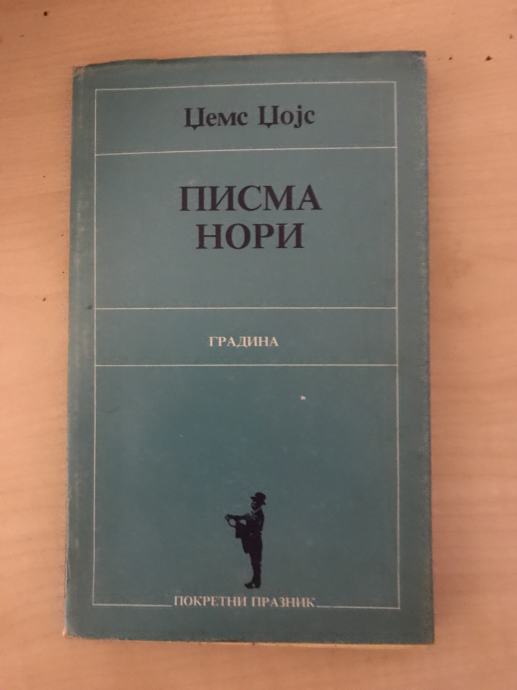 Џемс Џојс
ПИСМА
НОРИ
ГРАДИНА
ПОКРЕТНИ ПРАЗНИК